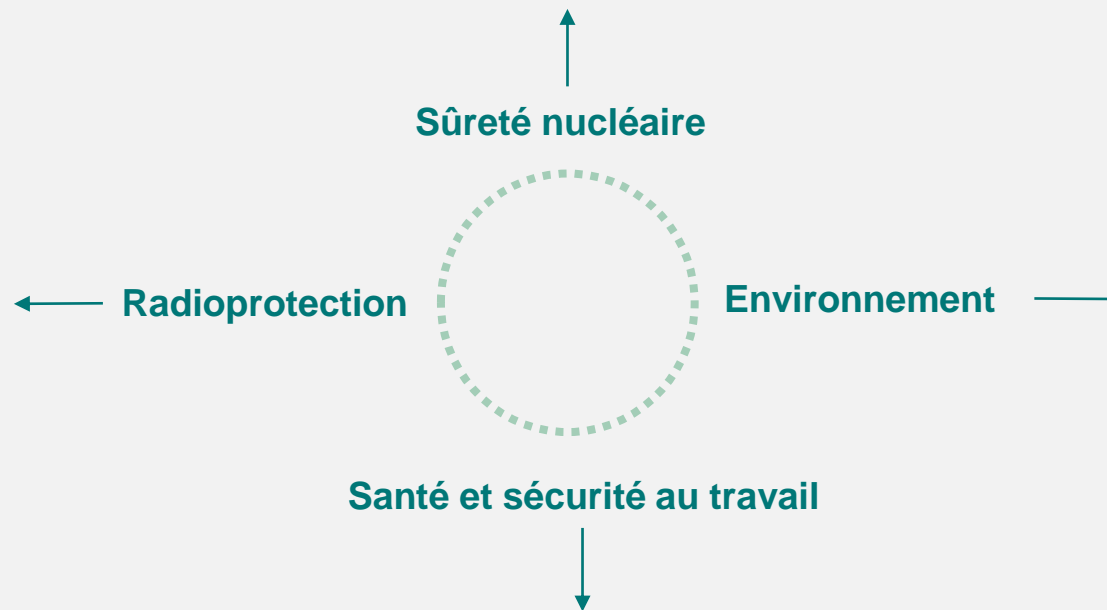 Sûreté nucléaire
Radioprotection
Environnement
Santé et sécurité au travail